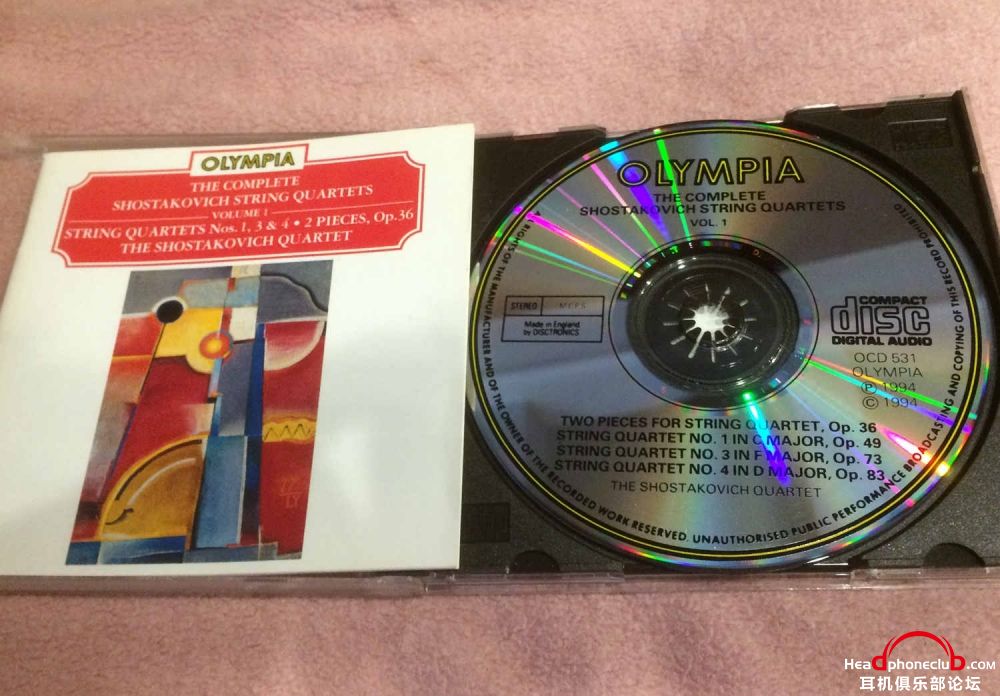 OLYMPIA
THE COMPLETE
SHOSTAKOVICH STRING QUARTETS
VOLUME 1
STRING QUARTETS Nos. 1, 3 & 4 • 2 PIECES, Op.36
THE SHOSTAKOVICH QUARTET
OLYMPIA
THE COMPLETE
SHOSTAKOVICH STRING QUARTETS
VOL. 1
STEREO
MCPS
Made in England
by DISCTRONICS
COMPACT
disc
DIGITAL AUDIO
OCD 531
OLYMPIA
℗ 1994
© 1994
TWO PIECES FOR STRING QUARTET, Op. 36
STRING QUARTET NO. 1 IN C MAJOR, Op. 49
STRING QUARTET NO. 3 IN F MAJOR, Op. 73
STRING QUARTET NO. 4 IN D MAJOR, Op. 83
THE SHOSTAKOVICH QUARTET
ALL RIGHTS OF THE MANUFACTURER AND OF THE OWNER OF THE RECORDED WORK RESERVED. UNAUTHORISED PUBLIC PERFORMANCE BROADCASTING AND COPYING OF THIS RECORD PROHIBITED
Headphoneclub.com
耳机俱乐部论坛